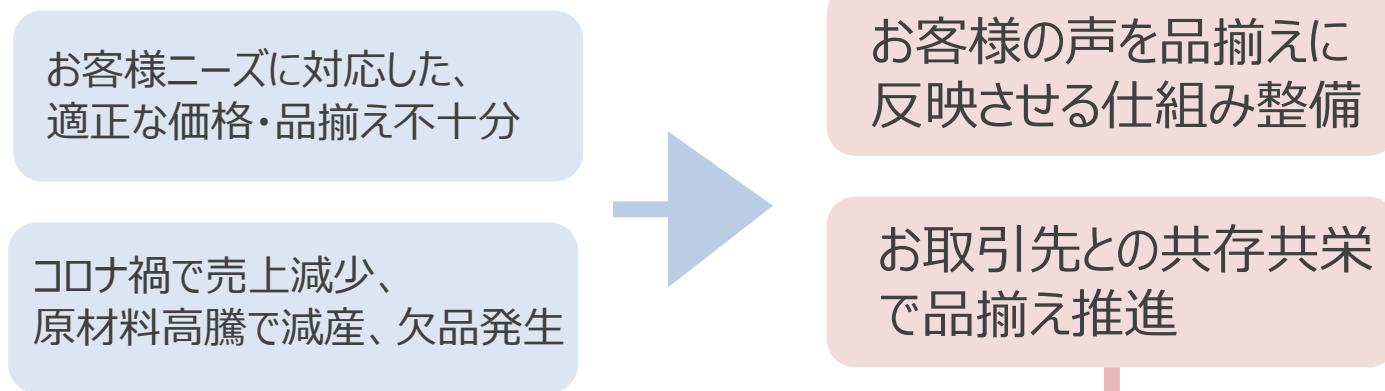 お客様ニーズに対応した、
適正な価格・品揃え不十分
コロナ禍で売上減少、
原材料高騰で減産、欠品発生
お客様の声を品揃えに
反映させる仕組み整備
お取引先との共存共栄
で品揃え推進